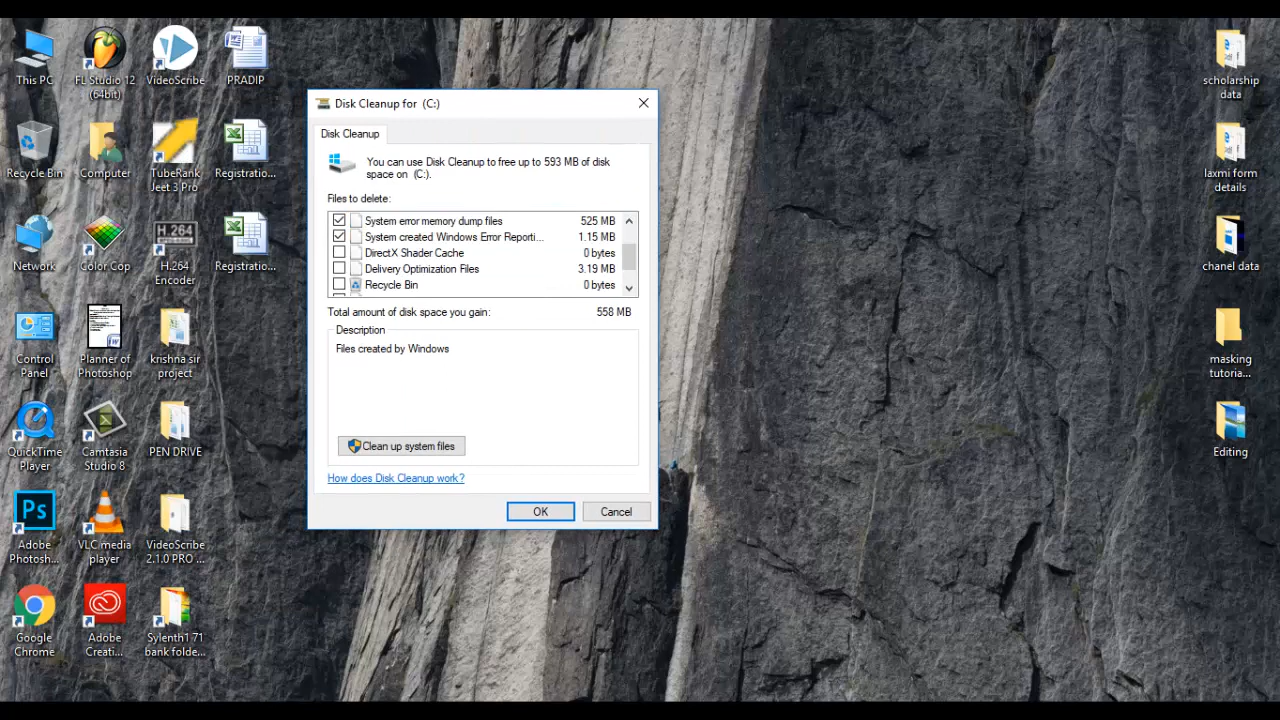 This PC
FL Studio 12
(64bit)
VideoScribe
PRADIP
Recycle Bin
Computer
TubeRank
Jeet 3 Pro
Registratio...
Network
Color Cop
H.264
H.264
Encoder
Registratio...
Control
Panel
Planner of
Photoshop
krishna sir
project
QuickTime
Player
Camtasia
Studio 8
PEN DRIVE
Ps
Adobe
Photosh...
VLC media
player
VideoScribe
2.1.0 PRO ...
Google
Chrome
Adobe
Creati...
Sylenth1 71
bank folde...
Disk Cleanup for  (C:)
Disk Cleanup
You can use Disk Cleanup to free up to 593 MB of disk
space on  (C:).
Files to delete:
System error memory dump files 525 MB
System created Windows Error Reporti... 1.15 MB
DirectX Shader Cache 0 bytes
Delivery Optimization Files 3.19 MB
Recycle Bin 0 bytes
Total amount of disk space you gain: 558 MB
Description
Files created by Windows
Clean up system files
How does Disk Cleanup work?
OK
Cancel
scholarship
data
laxmi form
details
chanel data
masking
tutoria...
Editing